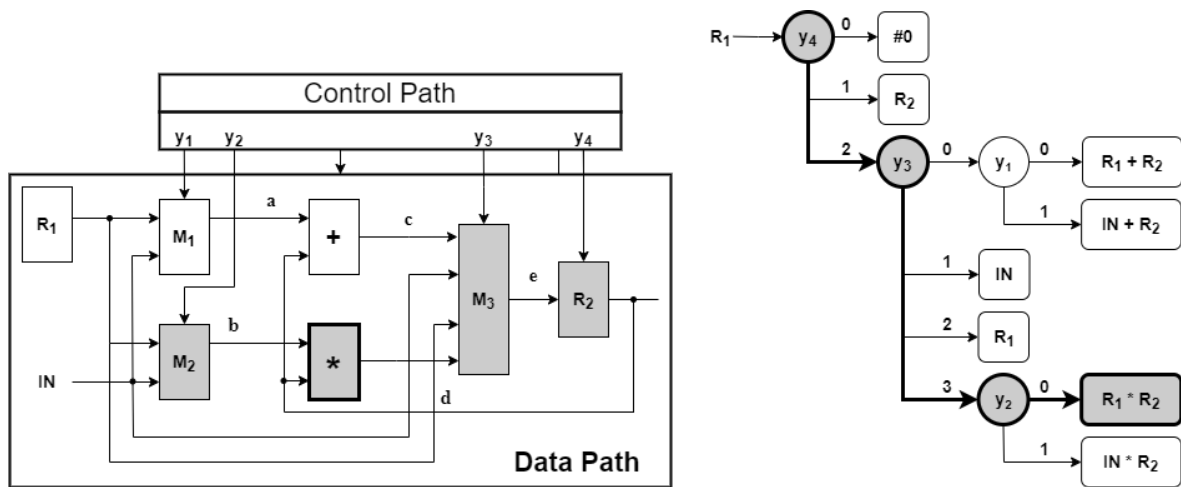 Control Path
y1 y2 y3 y4
R1
M1
a
+
c
M3
e
R2
M2
b
*
IN
d
Data Path
R1
y4
0
#0
1
R2
2
y3
0
y1
0
R1 + R2
1
IN + R2
1
IN
2
R1
3
y2
0
R1 * R2
1
IN * R2